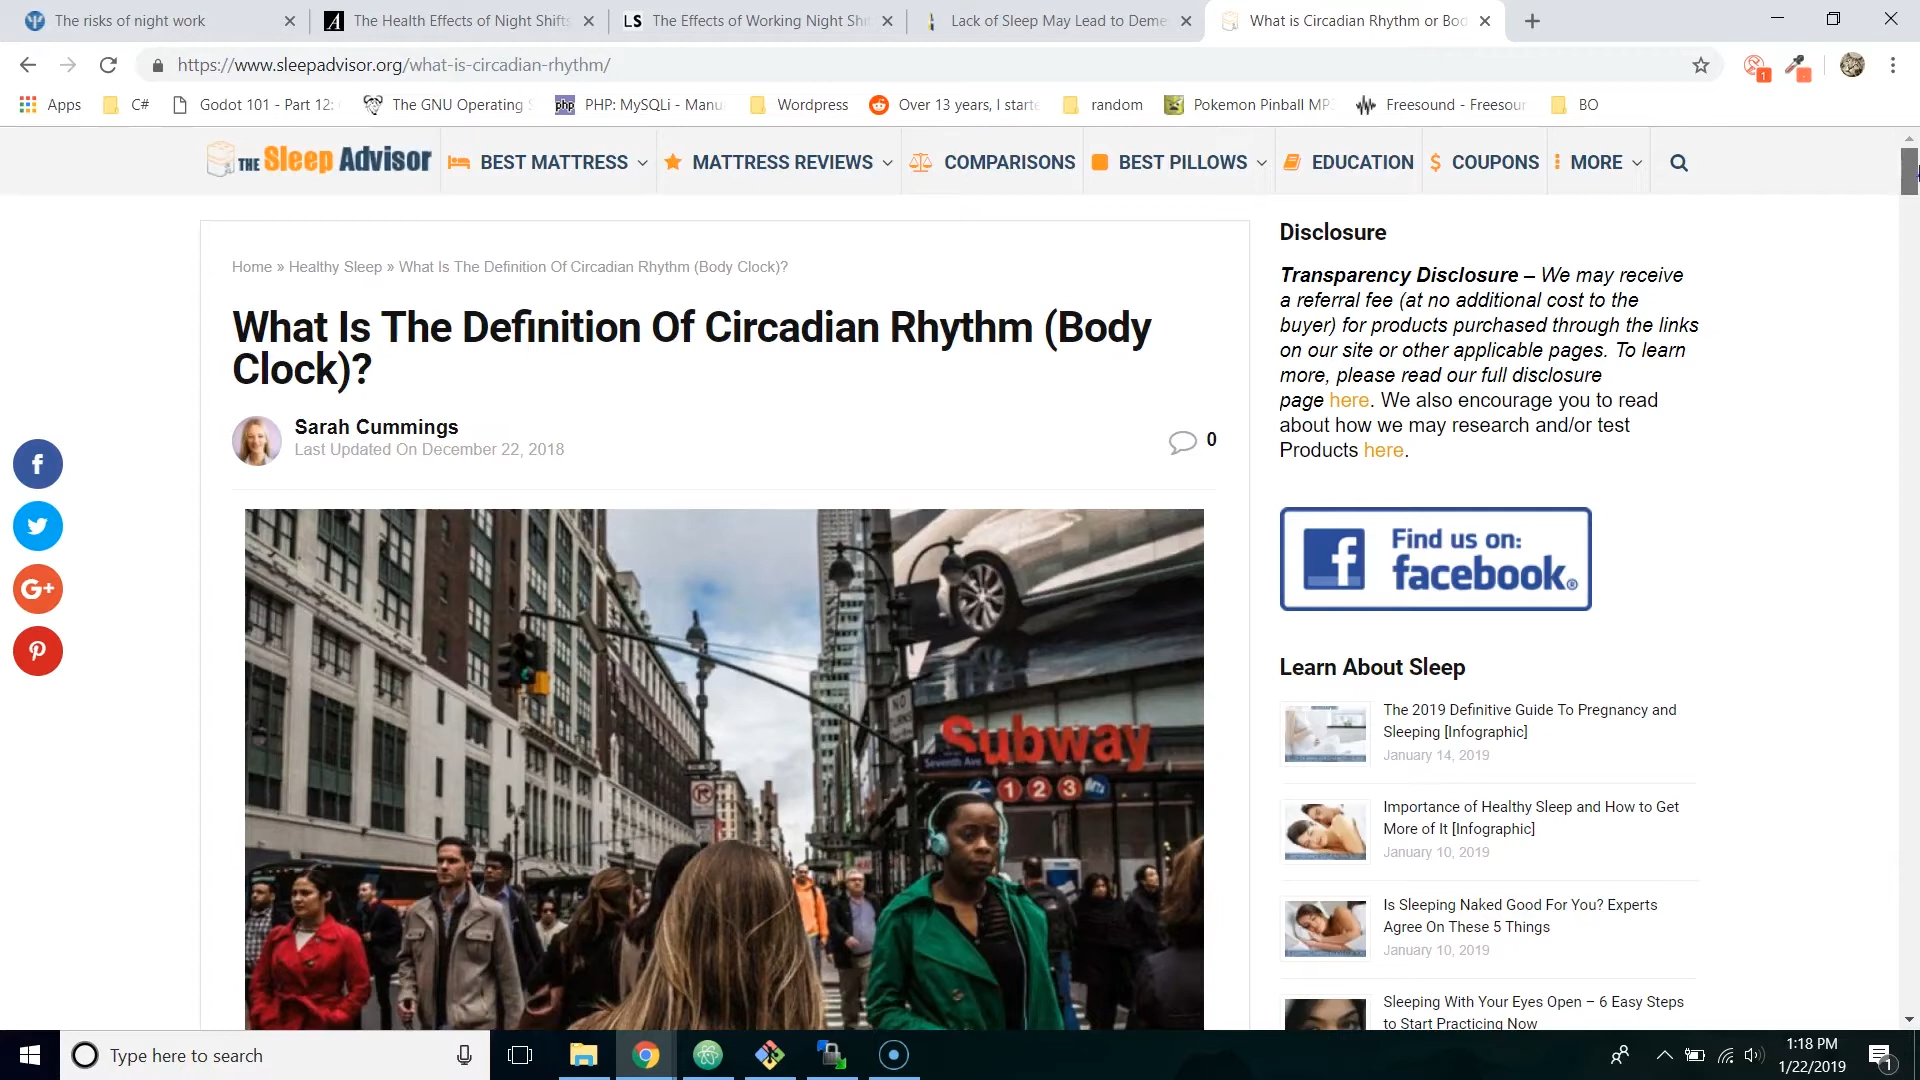 The risks of night work
The Health Effects of Night Shifts
LS The Effects of Working Night Shi
Lack of Sleep May Lead to Deme
What is Circadian Rhythm or Bod
https://www.sleepadvisor.org/what-is-circadian-rhythm/
1
Apps
C#
Godot 101 - Part 12:
The GNU Operating S
php PHP: MySQLi - Manu
Wordpress
Over 13 years, I starte
random
Pokemon Pinball MP3
Freesound - Freesour
BO
THE Sleep Advisor
BEST MATTRESS
MATTRESS REVIEWS
COMPARISONS
BEST PILLOWS
EDUCATION
$ COUPONS
MORE
Home » Healthy Sleep » What Is The Definition Of Circadian Rhythm (Body Clock)?
What Is The Definition Of Circadian Rhythm (Body
Clock)?
Sarah Cummings
Last Updated On December 22, 2018
0
f
G+
NO
TURNS
Subway
Seventh Ave
1 2 3
Disclosure
Transparency Disclosure – We may receive
a referral fee (at no additional cost to the
buyer) for products purchased through the links
on our site or other applicable pages. To learn
more, please read our full disclosure
page here. We also encourage you to read
about how we may research and/or test
Products here.
f Find us on:
facebook®
Learn About Sleep
The 2019 Definitive Guide To Pregnancy and
Sleeping [Infographic]
January 14, 2019
Importance of Healthy Sleep and How to Get
More of It [Infographic]
January 10, 2019
Is Sleeping Naked Good For You? Experts
Agree On These 5 Things
January 10, 2019
Sleeping With Your Eyes Open – 6 Easy Steps
to Start Practicing Now
Type here to search
1:18 PM
1/22/2019
1